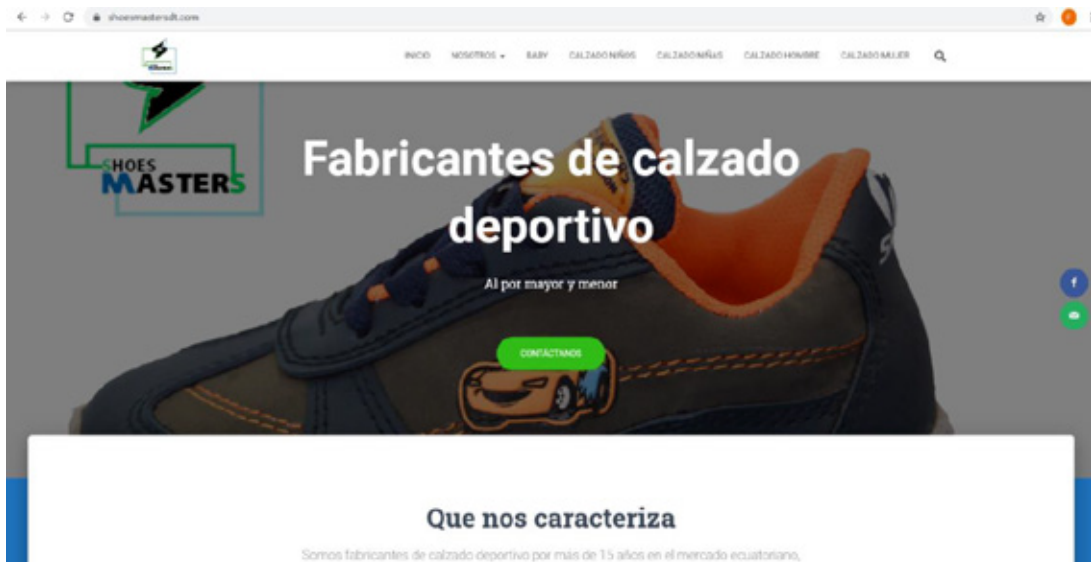 shoesmastersdt.com
INICIO NOSOTROS BABY CALZADO NIÑOS CALZADO NIÑAS CALZADO HOMBRE CALZADO MUJER
SHOES
MASTERS
Fabricantes de calzado
deportivo
Al por mayor y menor
CONTÁCTANOS
Que nos caracteriza
Somos fabricantes de calzado deportivo por más de 15 años en el mercado ecuatoriano,